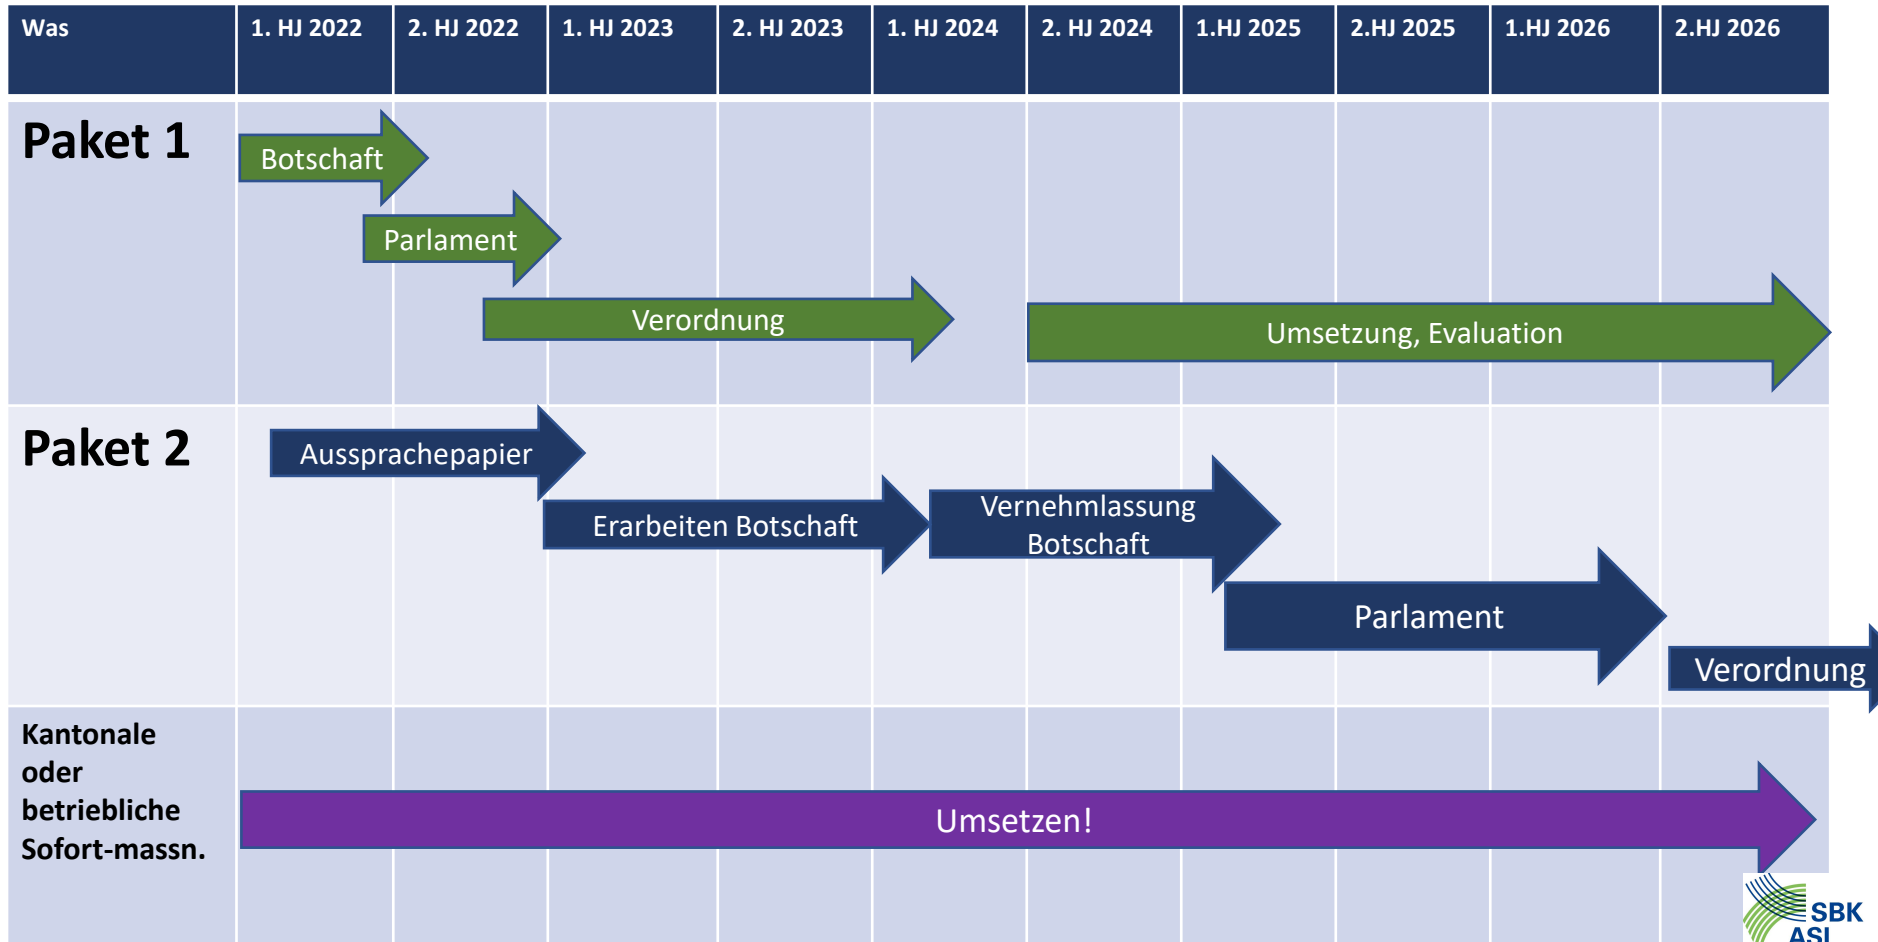 Was
1. HJ 2022
2. HJ 2022
1. HJ 2023
2. HJ 2023
1. HJ 2024
2. HJ 2024
1.HJ 2025
2.HJ 2025
1.HJ 2026
2.HJ 2026
Paket 1
Botschaft
Parlament
Verordnung
Umsetzung, Evaluation
Paket 2
Aussprachepapier
Erarbeiten Botschaft
Vernehmlassung
Botschaft
Parlament
Verordnung
Kantonale
oder
betriebliche
Sofort-massn.
Umsetzen!
SBK
ASI